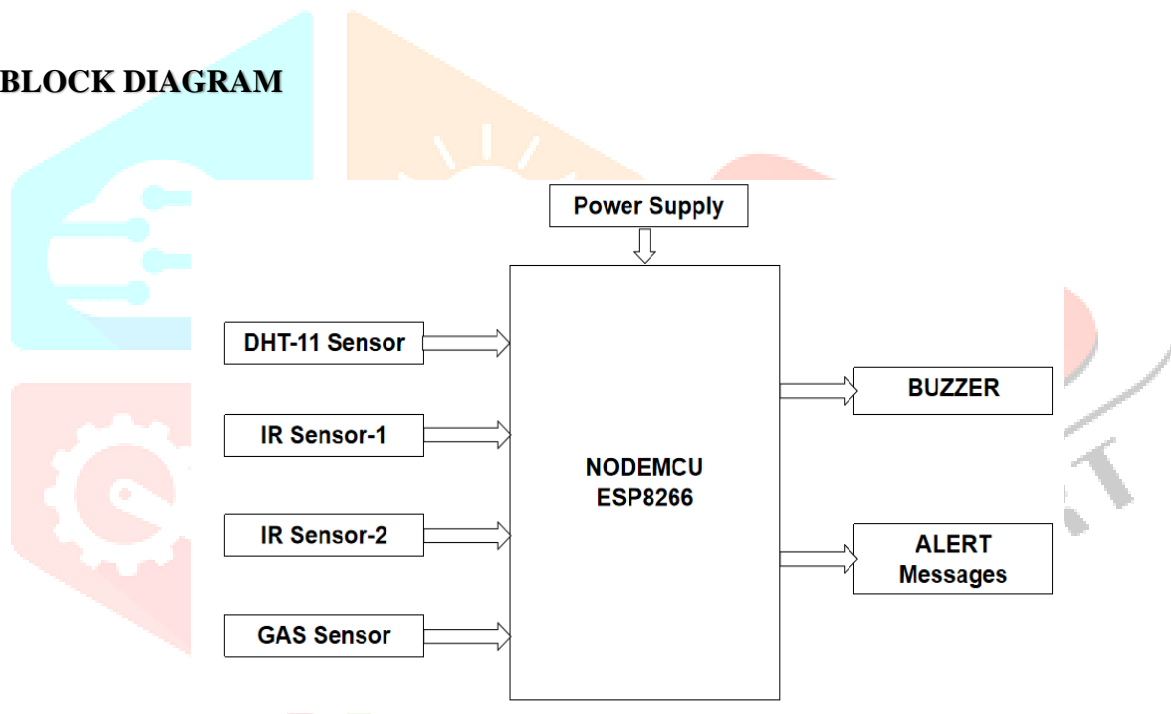 BLOCK DIAGRAM
Power Supply
DHT-11 Sensor
IR Sensor-1
IR Sensor-2
GAS Sensor
NODEMCU
ESP8266
BUZZER
ALERT
Messages